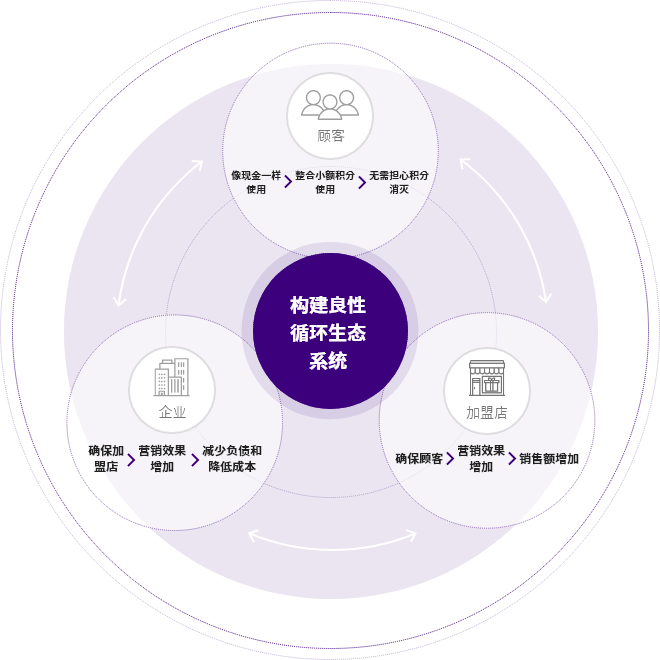 顾客
像现金一样
使用
整合小额积分
使用
无需担心积分
消灭
构建良性
循环生态
系统
企业
确保加
盟店
营销效果
增加
减少负债和
降低成本
加盟店
确保顾客
营销效果
增加
销售额增加